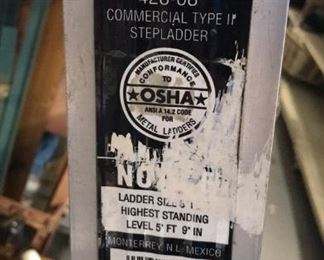 COMMERCIAL TYPE II
STEPLADDER
MANUFACTURER CERTIFIED
CONFORMANCE
TO
★OSHA★
ANSI A 14.2 CODE
FOR
METAL LADDERS
LADDER SIZE
HIGHEST STANDING
LEVEL 5' FT 9" IN
MONTERREY, N.L. MEXICO